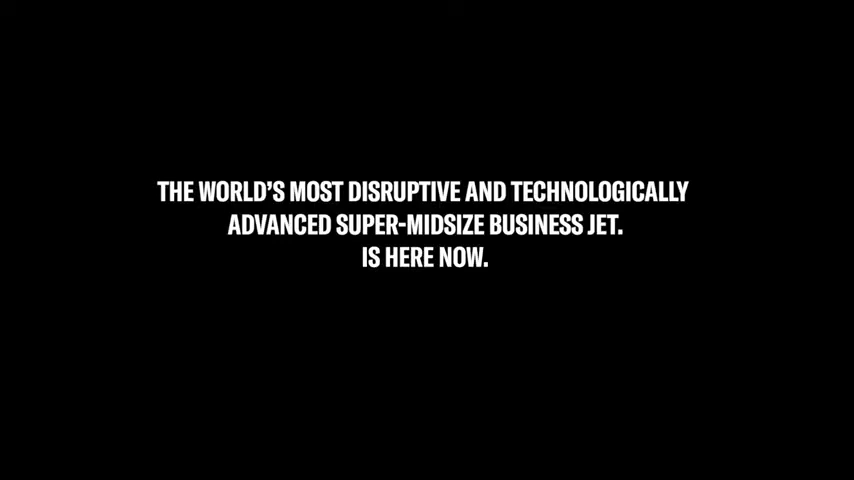 THE WORLD'S MOST DISRUPTIVE AND TECHNOLOGICALLY
ADVANCED SUPER-MIDSIZE BUSINESS JET.
IS HERE NOW.